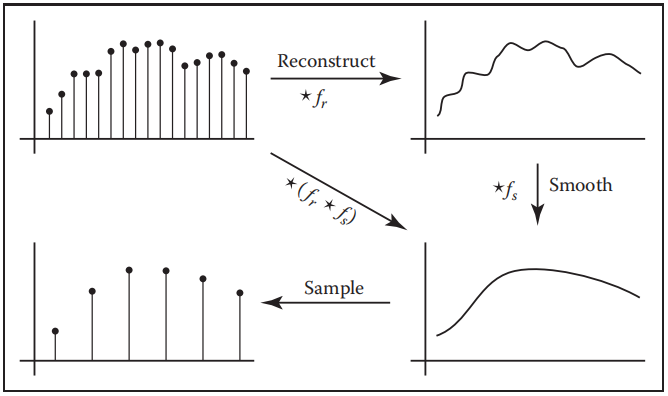 Reconstruct
⋆fᵣ
⋆(fᵣ ⋆ fₛ)
⋆fₛ
Smooth
Sample